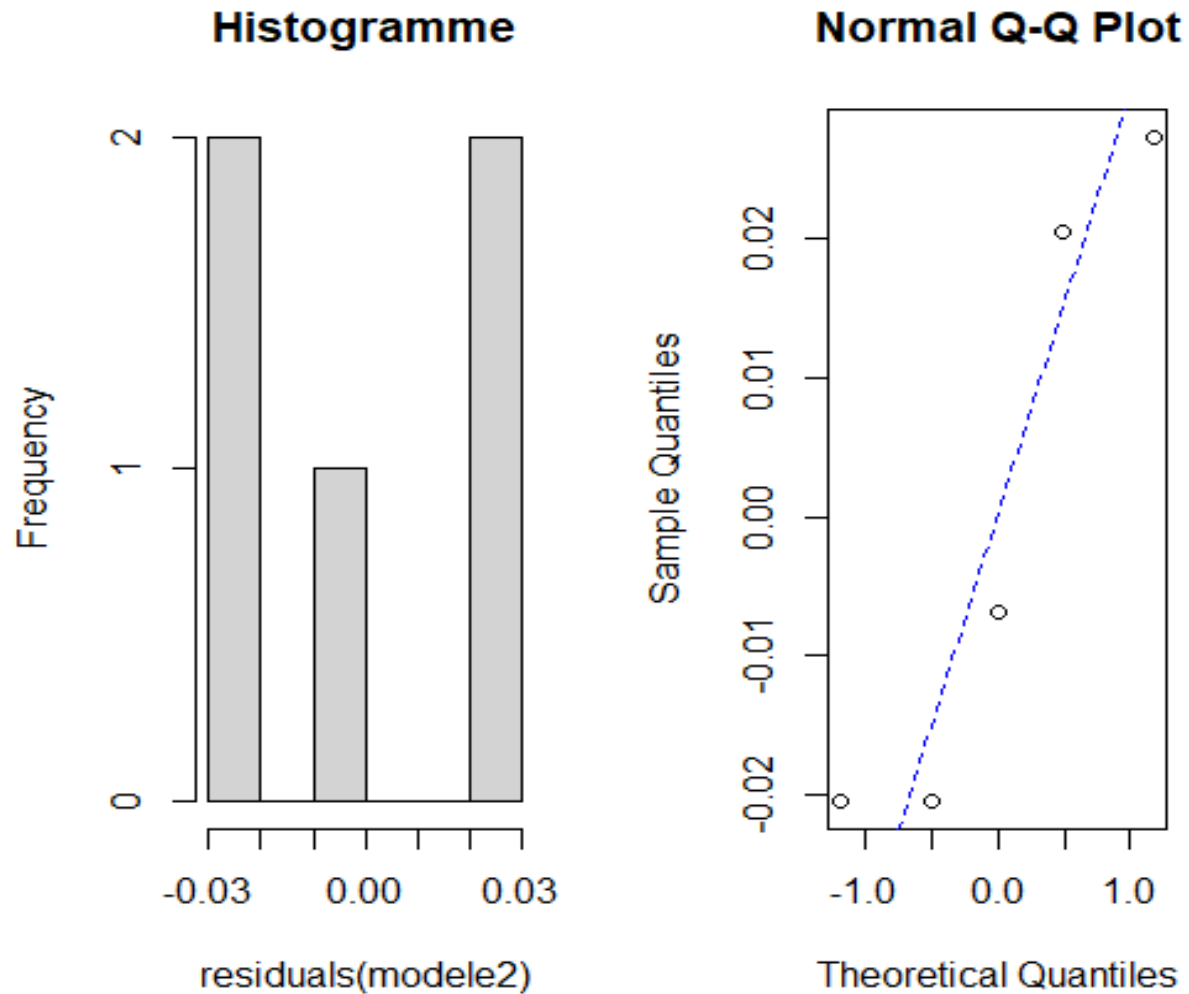 Histogramme
Frequency
0
1
2
-0.03
0.00
0.03
residuals(modele2)
Normal Q-Q Plot
Sample Quantiles
-0.02
-0.01
0.00
0.01
0.02
-1.0
0.0
1.0
Theoretical Quantiles